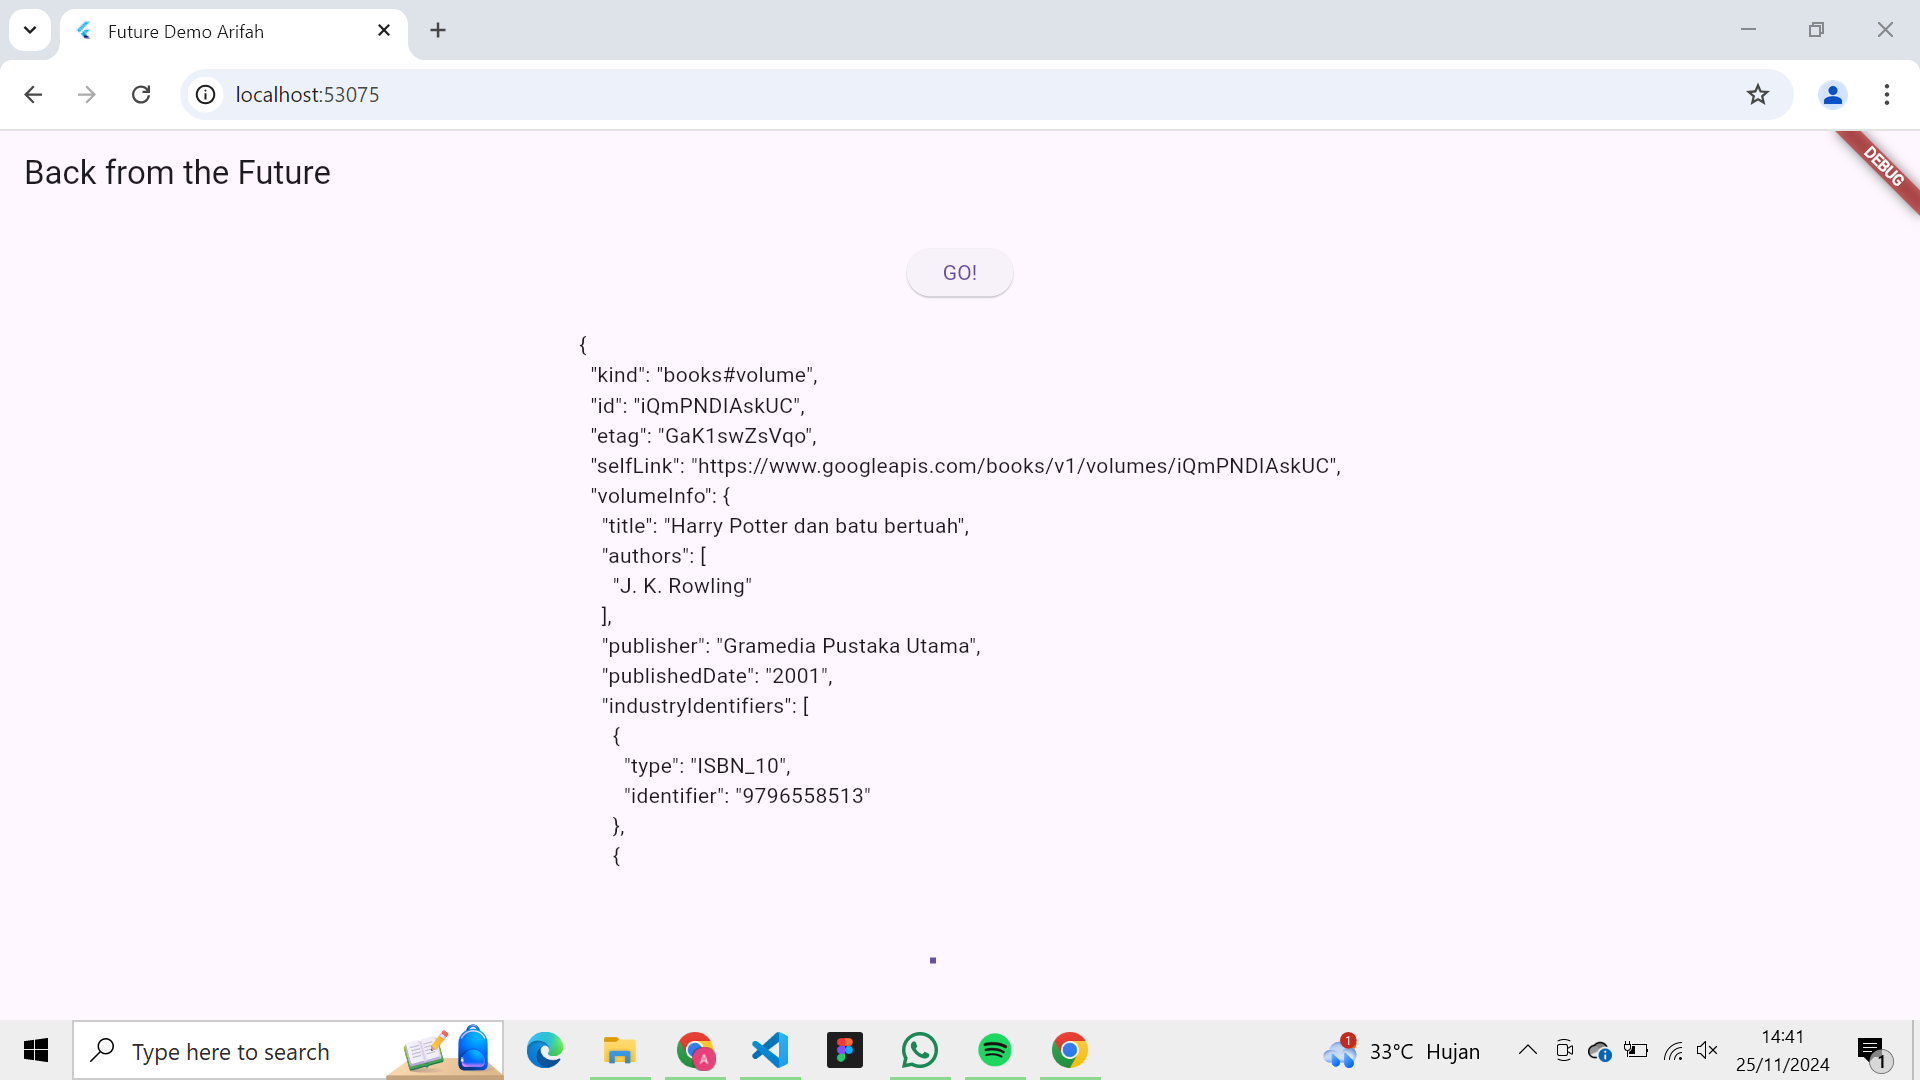 Future Demo Arifah
localhost:53075
Back from the Future
DEBUG
GO!
{
"kind": "books#volume",
"id": "iQmPNDIAskUC",
"etag": "GaK1swZsVqo",
"selfLink": "https://www.googleapis.com/books/v1/volumes/iQmPNDIAskUC",
"volumeInfo": {
"title": "Harry Potter dan batu bertuah",
"authors": [
"J. K. Rowling"
],
"publisher": "Gramedia Pustaka Utama",
"publishedDate": "2001",
"industryIdentifiers": [
{
"type": "ISBN_10",
"identifier": "9796558513"
},
{
Type here to search
A
1
33°C Hujan
14:41
25/11/2024
1